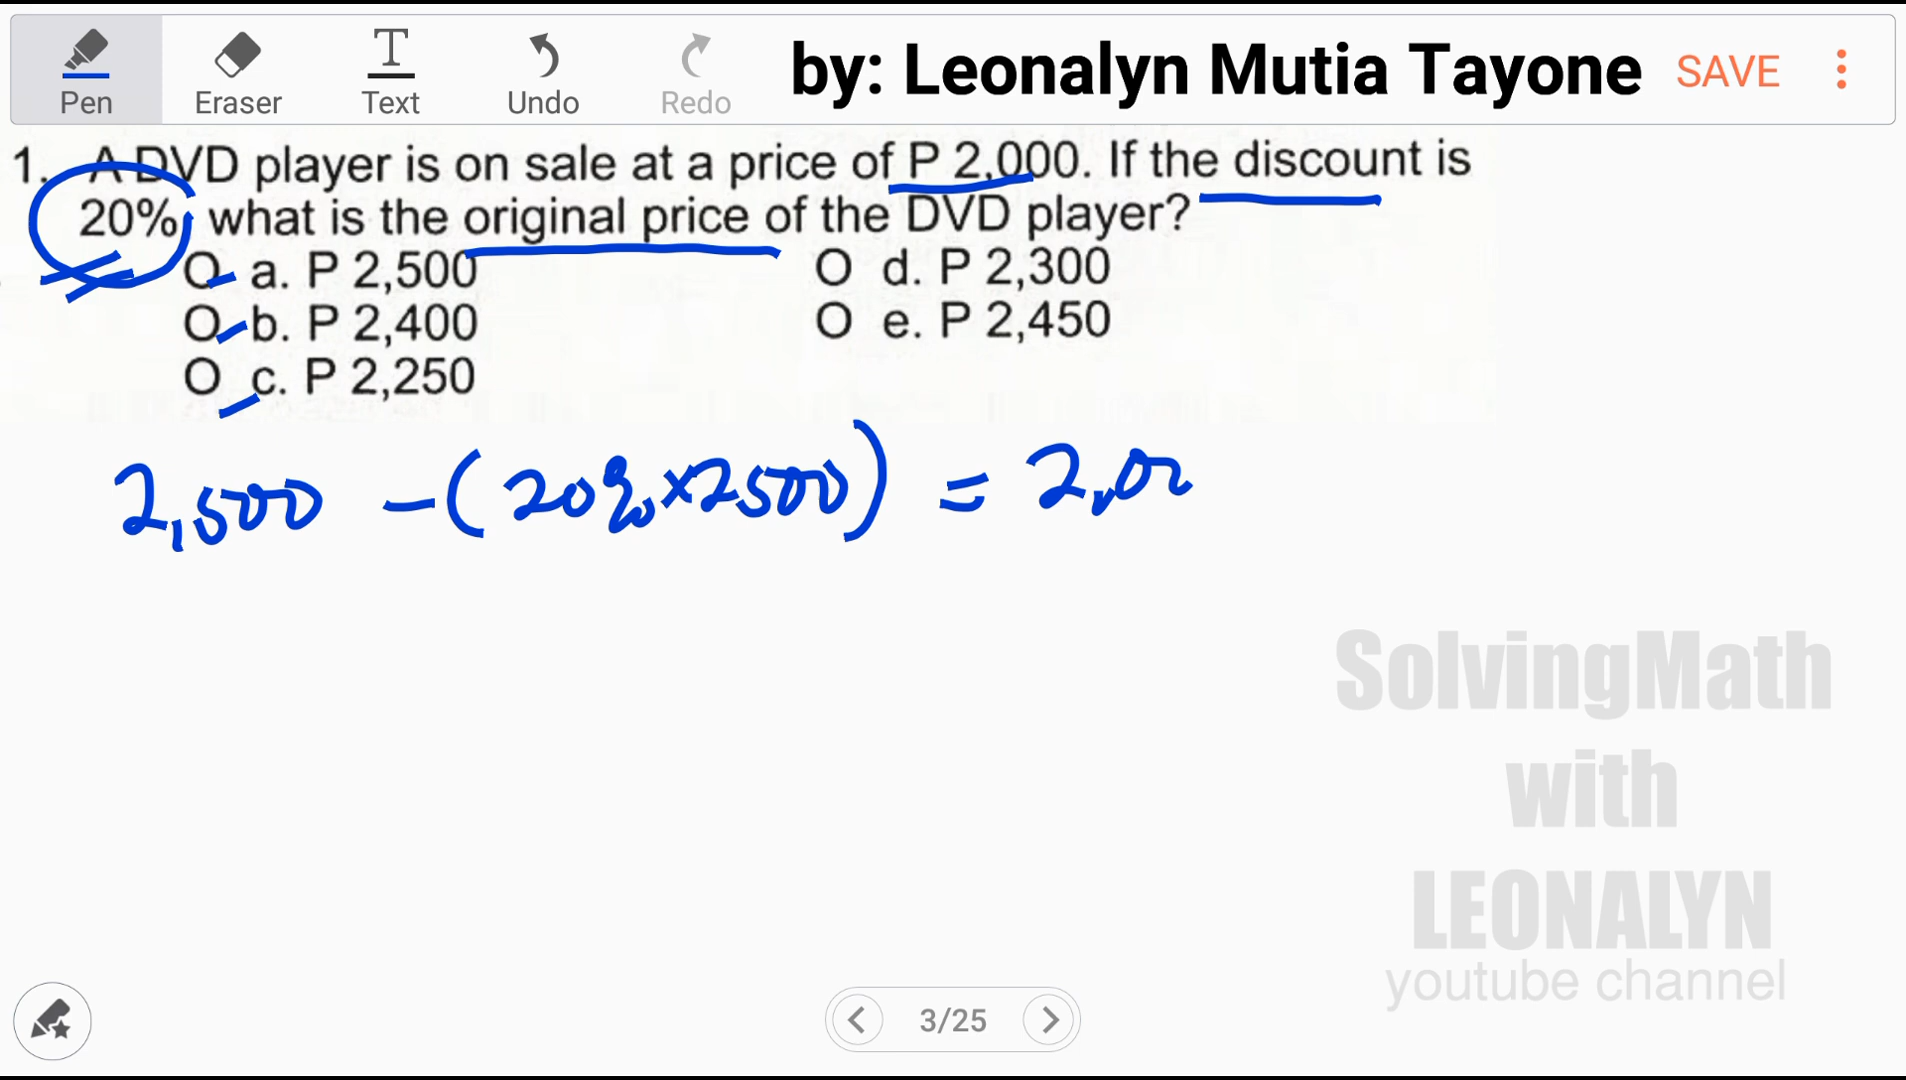 Pen
Eraser
Text
Undo
Redo
by: Leonalyn Mutia Tayone
SAVE
1. A DVD player is on sale at a price of P 2,000. If the discount is
20%, what is the original price of the DVD player?
O a. P 2,500
O d. P 2,300
O b. P 2,400
O e. P 2,450
O c. P 2,250
2,500 - (20% x 2500) = 2,00
SolvingMath
with
LEONALYN
youtube channel
3/25